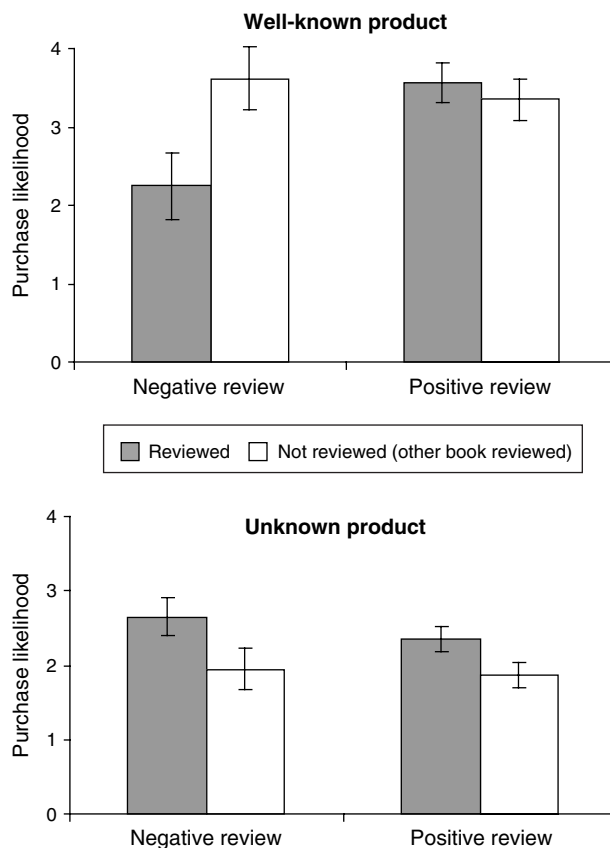 Well-known product
Purchase likelihood
4
3
2
1
0
Negative review
Positive review
Reviewed
Not reviewed (other book reviewed)
Unknown product
Purchase likelihood
4
3
2
1
0
Negative review
Positive review